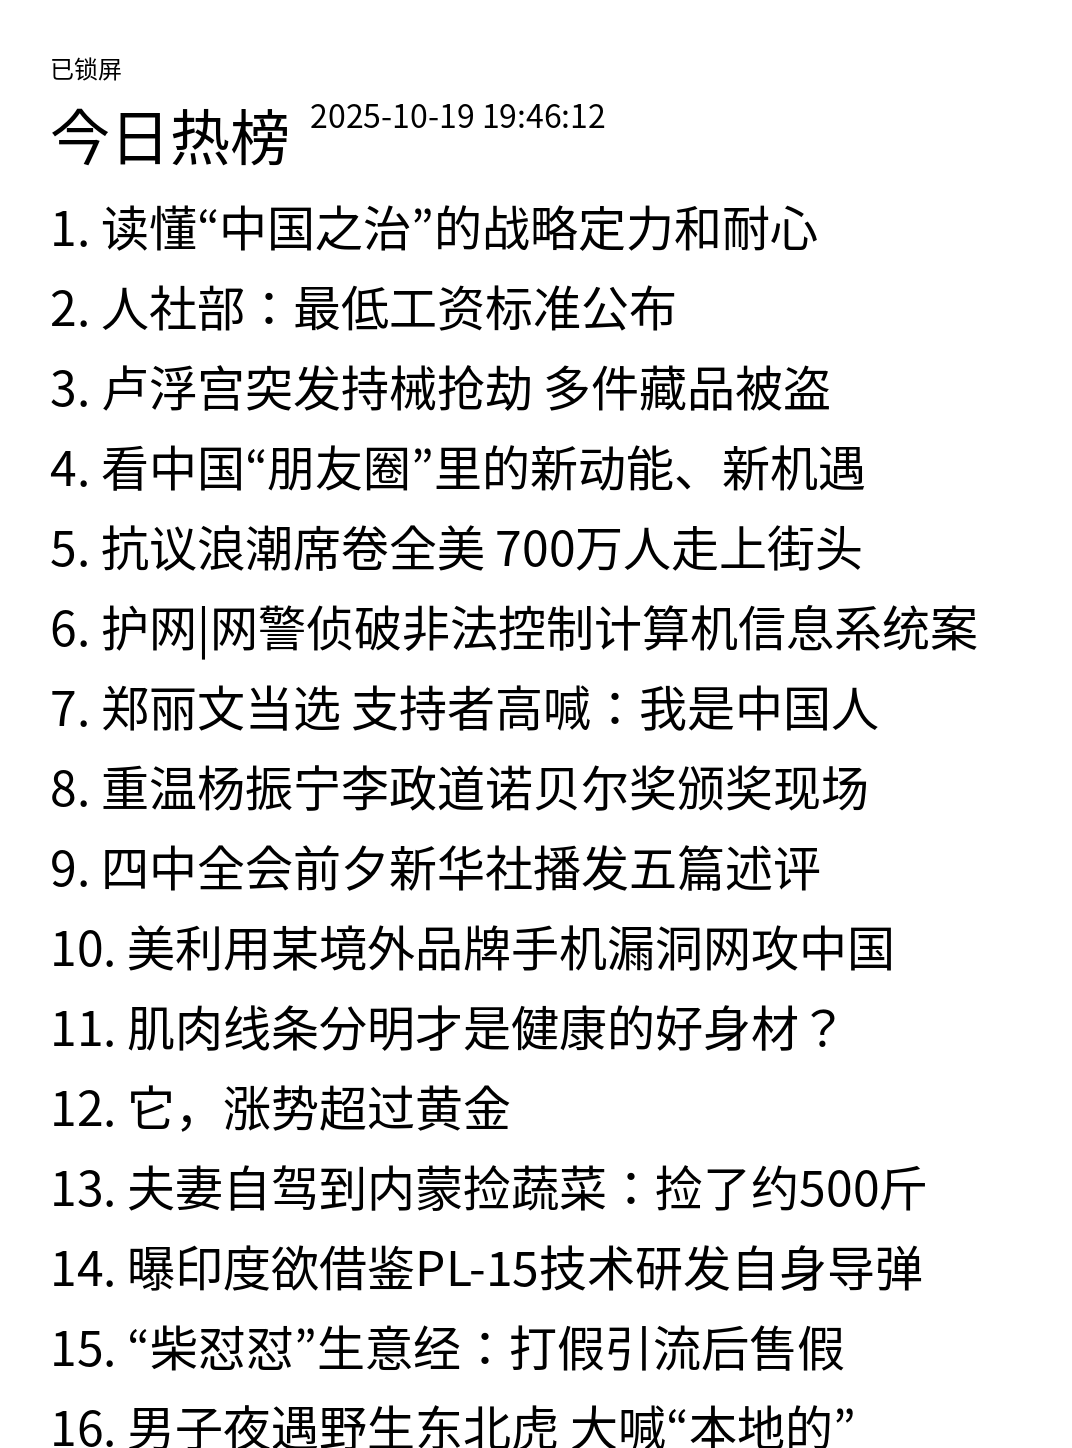 已锁屏
今日热榜 2025-10-19 19:46:12
1. 读懂“中国之治”的战略定力和耐心
2. 人社部：最低工资标准公布
3. 卢浮宫突发持械抢劫 多件藏品被盗
4. 看中国“朋友圈”里的新动能、新机遇
5. 抗议浪潮席卷全美 700万人走上街头
6. 护网|网警侦破非法控制计算机信息系统案
7. 郑丽文当选 支持者高喊：我是中国人
8. 重温杨振宁李政道诺贝尔奖颁奖现场
9. 四中全会前夕新华社播发五篇述评
10. 美利用某境外品牌手机漏洞网攻中国
11. 肌肉线条分明才是健康的好身材？
12. 它，涨势超过黄金
13. 夫妻自驾到内蒙捡蔬菜：捡了约500斤
14. 曝印度欲借鉴PL-15技术研发自身导弹
15. “柴怼怼”生意经：打假引流后售假
16. 男子夜遇野生东北虎 大喊“本地的”